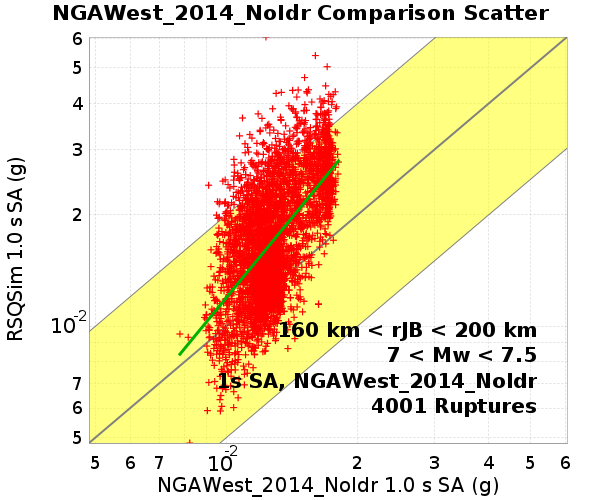 NGAWest_2014_NoIdr Comparison Scatter
RSQSim 1.0 s SA (g)
6
5
4
3
2
10-2
7
6
5
160 km < rJB < 200 km
7 < Mw < 7.5
1s SA, NGAWest_2014_NoIdr
4001 Ruptures
5 6 7 10-2 2 3 4 5 6
NGAWest_2014_NoIdr 1.0 s SA (g)